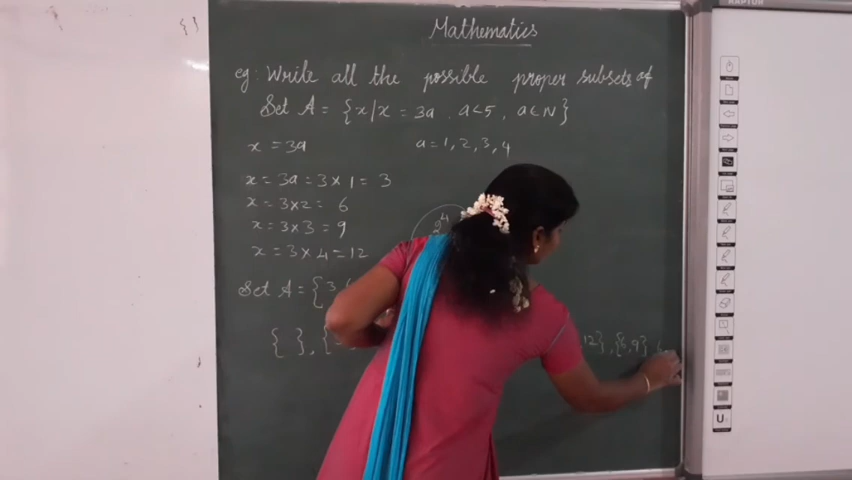 { }
Mathematics
eg: Write all the possible proper subsets of
Set A = {x/x = 3a, a<5, a∈N}
x = 3a a = 1, 2, 3, 4
x = 3a = 3×1 = 3
x = 3×2 = 6
x = 3×3 = 9
x = 3×4 = 12
2⁴
Set A = {3
{ }, { 12}, {6,9}